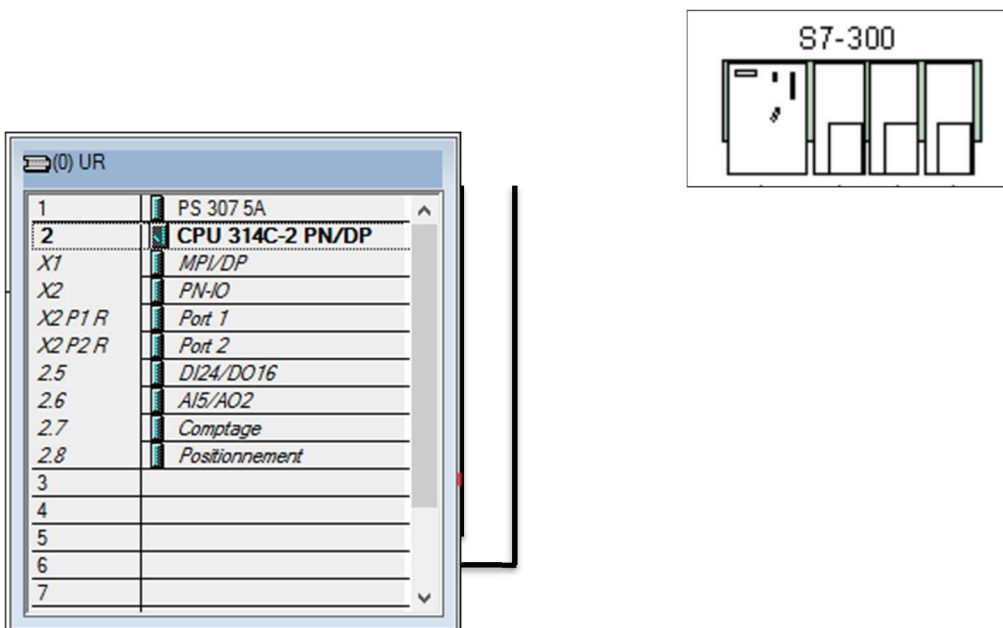 S7-300
(0) UR
1 PS 307 5A
2 CPU 314C-2 PN/DP
X1 MPI/DP
X2 PN-IO
X2 P1 R Port 1
X2 P2 R Port 2
2.5 DI24/DO16
2.6 AI5/AO2
2.7 Comptage
2.8 Positionnement
3
4
5
6
7